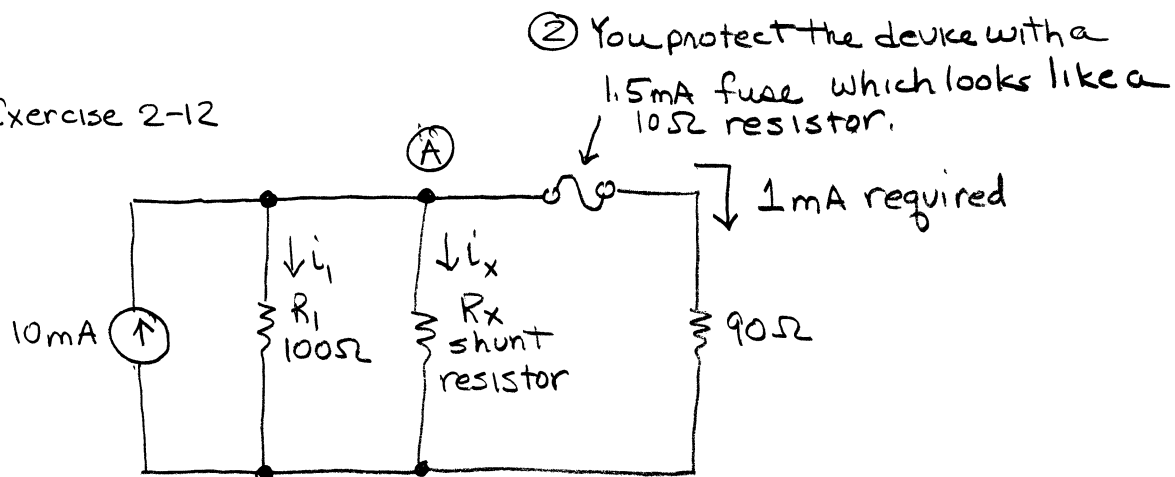 ② You protect the device with a
1.5mA fuse which looks like a
10Ω resistor.
Exercise 2-12
A
1mA required
i₁
iₓ
10mA
R₁
100Ω
Rₓ
shunt
resistor
90Ω